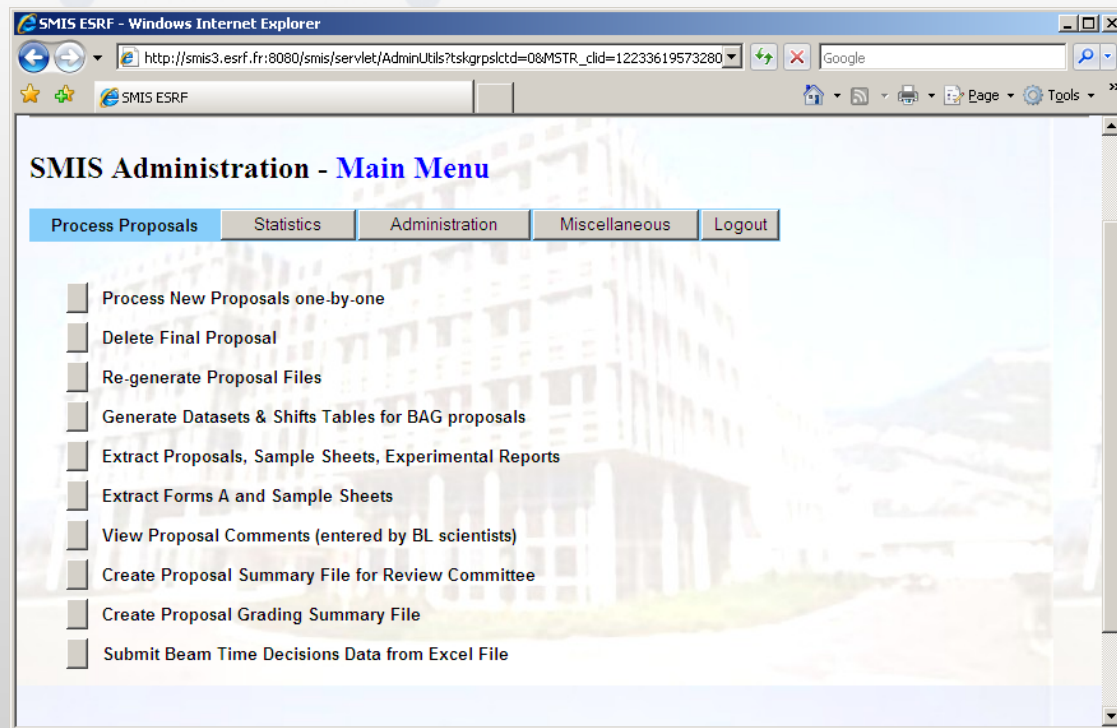 SMIS ESRF - Windows Internet Explorer
http://smis3.esrf.fr:8080/smis/servlet/AdminUtils?tskgrpslctd=0&MSTR_clid=12233619573280
Google
SMIS ESRF
Page Tools
SMIS Administration - Main Menu
Process Proposals Statistics Administration Miscellaneous Logout
Process New Proposals one-by-one
Delete Final Proposal
Re-generate Proposal Files
Generate Datasets & Shifts Tables for BAG proposals
Extract Proposals, Sample Sheets, Experimental Reports
Extract Forms A and Sample Sheets
View Proposal Comments (entered by BL scientists)
Create Proposal Summary File for Review Committee
Create Proposal Grading Summary File
Submit Beam Time Decisions Data from Excel File